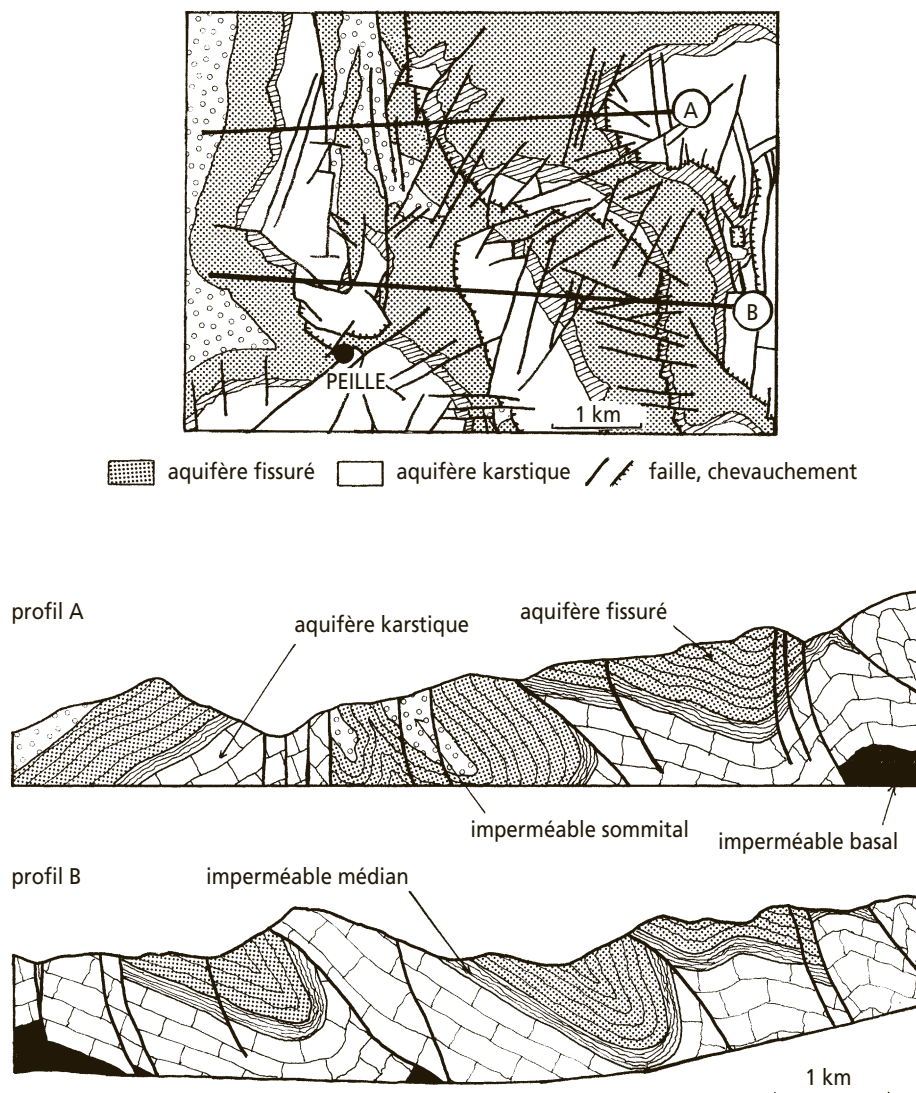 A
B
PEILLE
1 km
aquifère fissuré aquifère karstique faille, chevauchement
profil A
aquifère karstique
aquifère fissuré
imperméable sommital
imperméable basal
profil B
imperméable médian
1 km